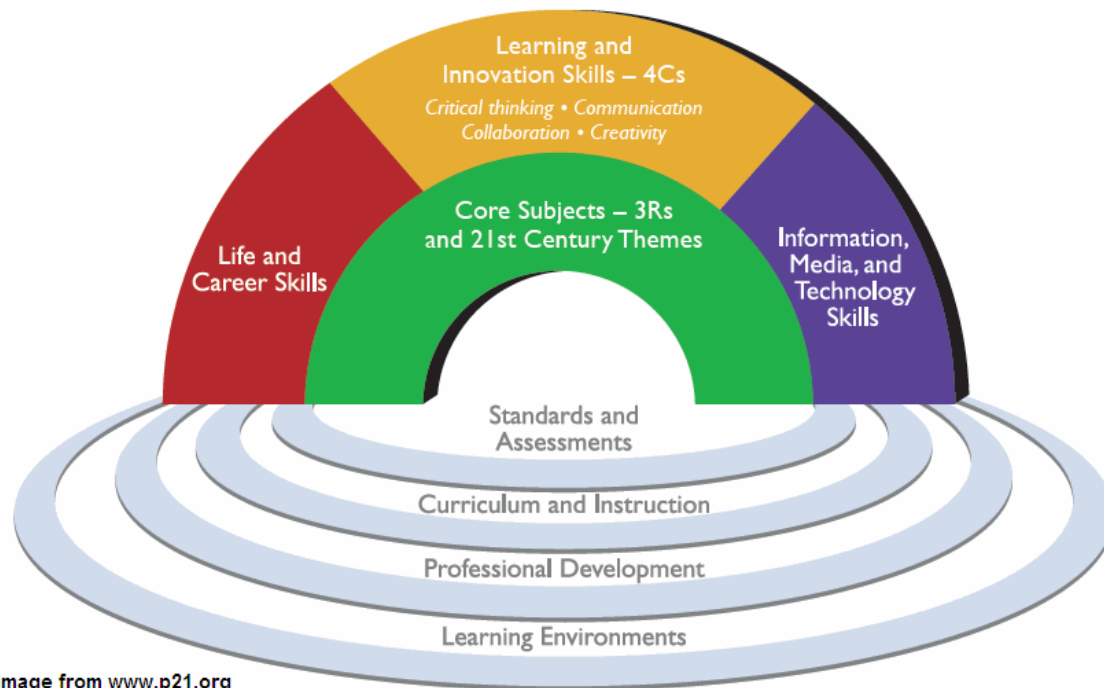 Learning and
Innovation Skills – 4Cs
Critical thinking • Communication
Collaboration • Creativity
Core Subjects – 3Rs
and 21st Century Themes
Life and
Career Skills
Information,
Media, and
Technology
Skills
Standards and
Assessments
Curriculum and Instruction
Professional Development
Learning Environments
mage from www.p21.org